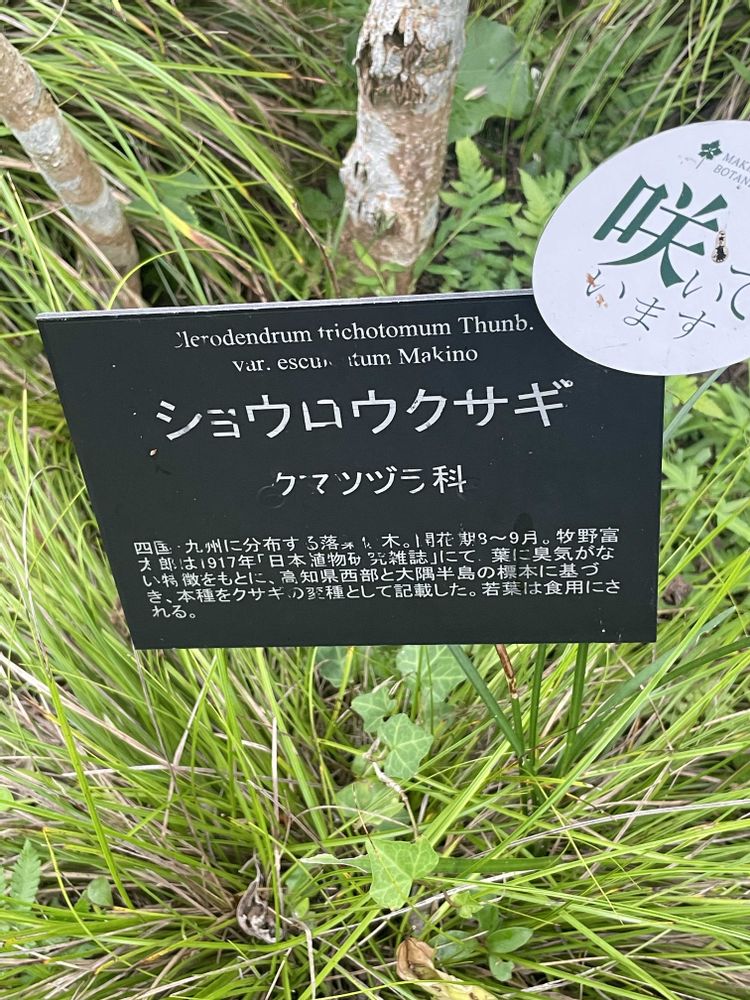 MAKI
BOTAN
咲いて
います
Clerodendrum trichotomum Thunb.
var. esculentum Makino
ショウロウクサギ
クマツヅラ科
四国・九州に分布する落葉低木。開花期8～9月。牧野富
太郎は1917年「日本植物研究雑誌」にて、葉に臭気がな
い特徴をもとに、高知県西部と大隅半島の標本に基づ
き、本種をクサギの変種として記載した。若葉は食用にさ
れる。